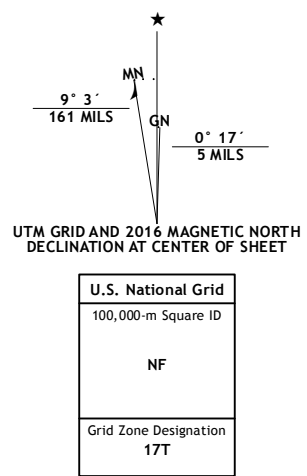 ★
MN
GN
9° 3´
161 MILS
0° 17´
5 MILS
UTM GRID AND 2016 MAGNETIC NORTH
DECLINATION AT CENTER OF SHEET
U.S. National Grid
100,000-m Square ID
NF
Grid Zone Designation
17T